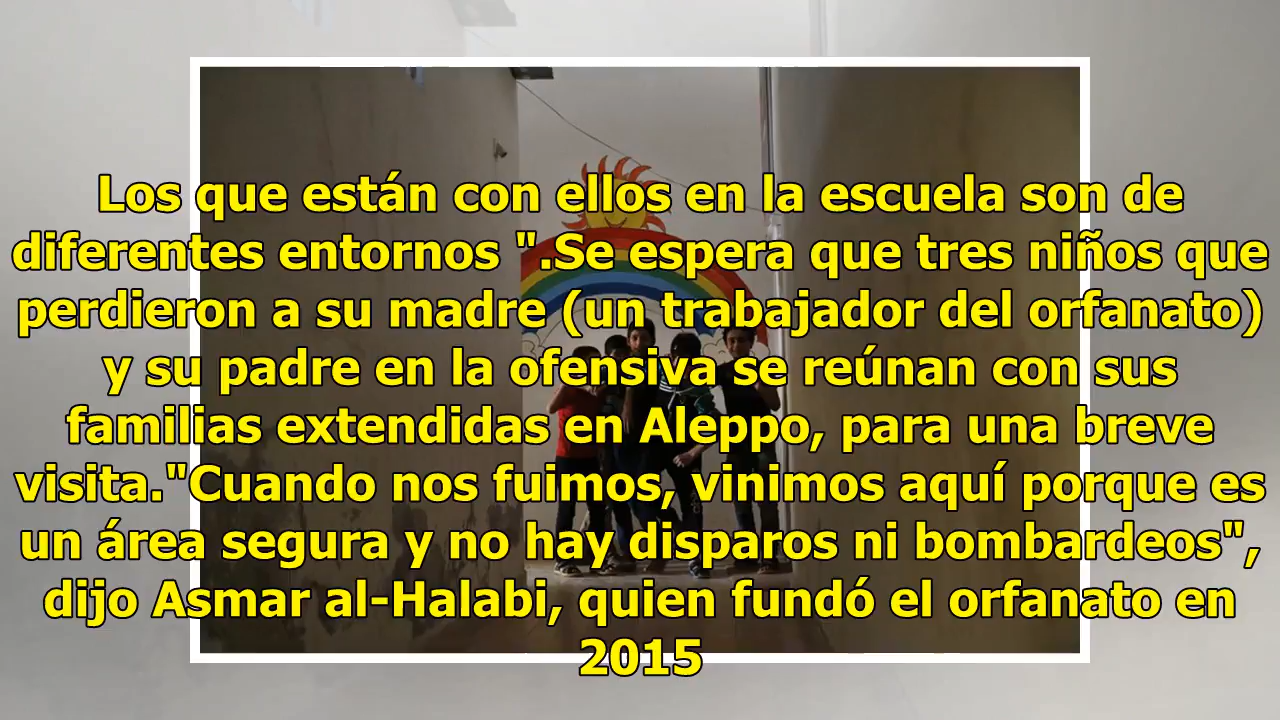 Los que están con ellos en la escuela son de
diferentes entornos ".Se espera que tres niños que
perdieron a su madre (un trabajador del orfanato)
y su padre en la ofensiva se reúnan con sus
familias extendidas en Aleppo, para una breve
visita."Cuando nos fuimos, vinimos aquí porque es
un área segura y no hay disparos ni bombardeos",
dijo Asmar al-Halabi, quien fundó el orfanato en
2015